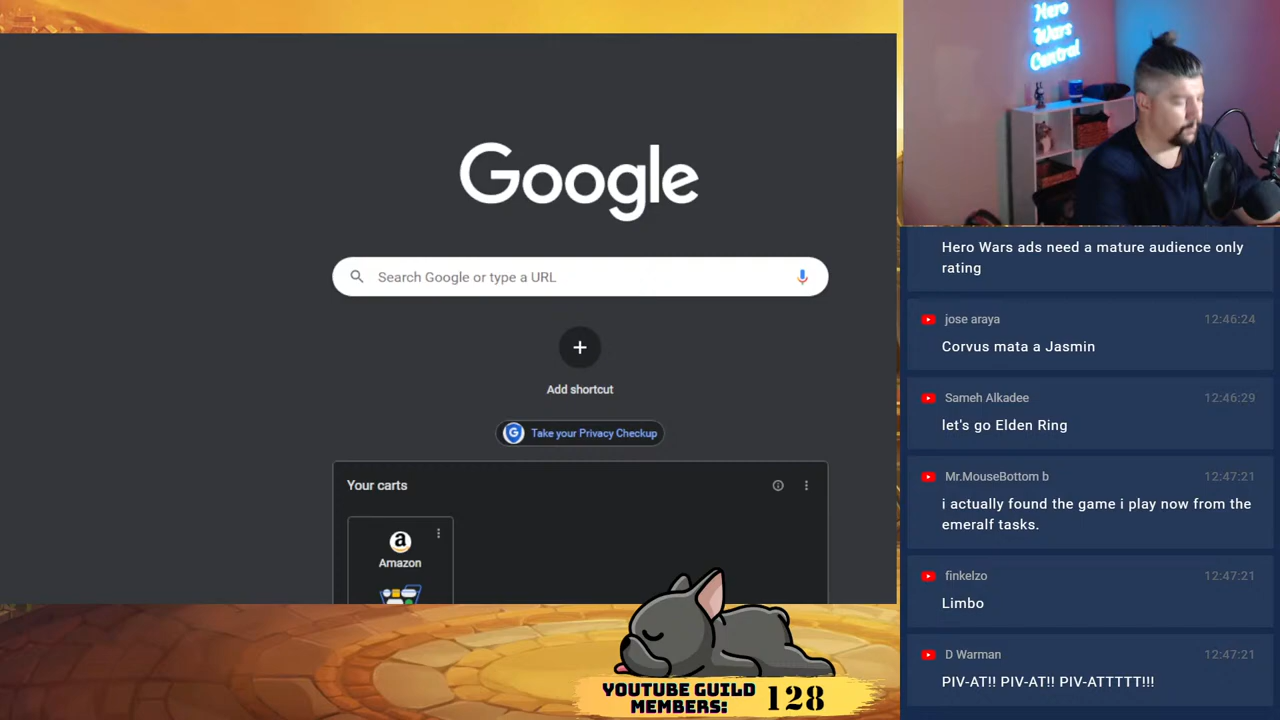 Google
Search Google or type a URL
Add shortcut
G Take your Privacy Checkup
Your carts
a
Amazon
YOUTUBE GUILD
MEMBERS: 128
Hero
Wars
Central
Hero Wars ads need a mature audience only
rating
jose araya 12:46:24
Corvus mata a Jasmin
Sameh Alkadee 12:46:29
let's go Elden Ring
Mr.MouseBottom b 12:47:21
i actually found the game i play now from the
emeralf tasks.
finkelzo 12:47:21
Limbo
D Warman 12:47:21
PIV-AT!! PIV-AT!! PIV-ATTTTT!!!